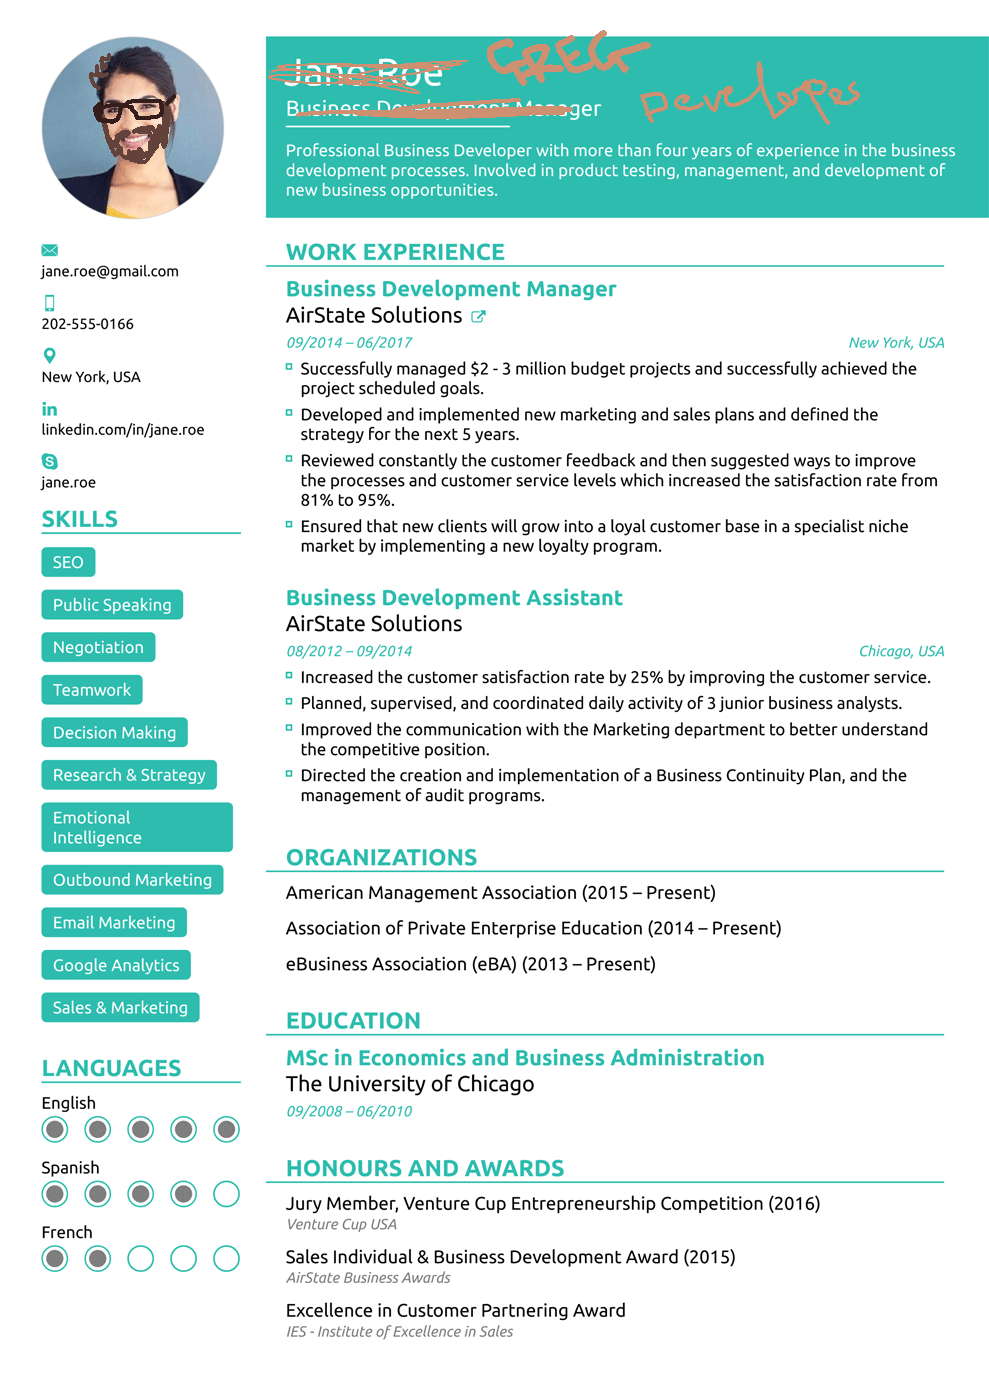 Jane Roe GREG
Business Development Manager Developer
Professional Business Developer with more than four years of experience in the business
development processes. Involved in product testing, management, and development of
new business opportunities.
jane.roe@gmail.com
202-555-0166
New York, USA
in
linkedin.com/in/jane.roe
jane.roe
SKILLS
SEO
Public Speaking
Negotiation
Teamwork
Decision Making
Research & Strategy
Emotional
Intelligence
Outbound Marketing
Email Marketing
Google Analytics
Sales & Marketing
LANGUAGES
English
Spanish
French
WORK EXPERIENCE
Business Development Manager
AirState Solutions
09/2014 – 06/2017 New York, USA
Successfully managed $2 - 3 million budget projects and successfully achieved the
project scheduled goals.
Developed and implemented new marketing and sales plans and defined the
strategy for the next 5 years.
Reviewed constantly the customer feedback and then suggested ways to improve
the processes and customer service levels which increased the satisfaction rate from
81% to 95%.
Ensured that new clients will grow into a loyal customer base in a specialist niche
market by implementing a new loyalty program.
Business Development Assistant
AirState Solutions
08/2012 – 09/2014 Chicago, USA
Increased the customer satisfaction rate by 25% by improving the customer service.
Planned, supervised, and coordinated daily activity of 3 junior business analysts.
Improved the communication with the Marketing department to better understand
the competitive position.
Directed the creation and implementation of a Business Continuity Plan, and the
management of audit programs.
ORGANIZATIONS
American Management Association (2015 – Present)
Association of Private Enterprise Education (2014 – Present)
eBusiness Association (eBA) (2013 – Present)
EDUCATION
MSc in Economics and Business Administration
The University of Chicago
09/2008 – 06/2010
HONOURS AND AWARDS
Jury Member, Venture Cup Entrepreneurship Competition (2016)
Venture Cup USA
Sales Individual & Business Development Award (2015)
AirState Business Awards
Excellence in Customer Partnering Award
IES - Institute of Excellence in Sales